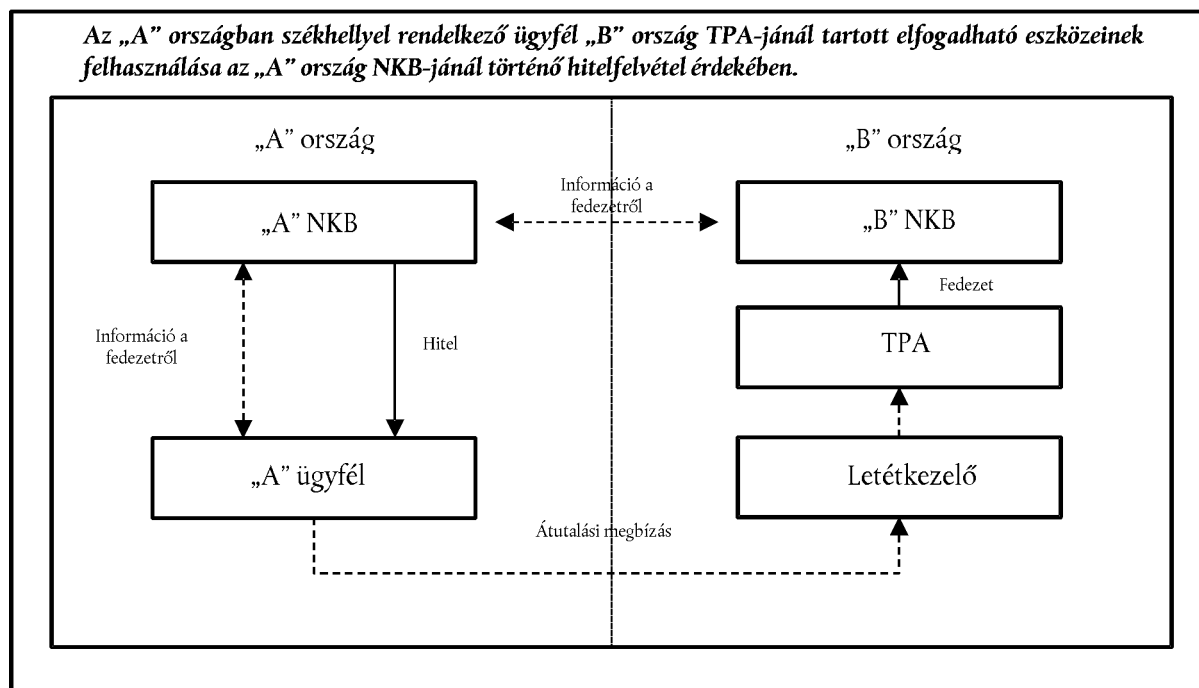 Az „A” országban székhellyel rendelkező ügyfél „B” ország TPA-jánál tartott elfogadható eszközeinek
felhasználása az „A” ország NKB-jánál történő hitelfelvétel érdekében.
„A” ország
„B” ország
„A” NKB
Információ a
fedezetről
„B” NKB
Fedezet
Információ a
fedezetről
Hitel
TPA
„A” ügyfél
Letétkezelő
Átutalási megbízás